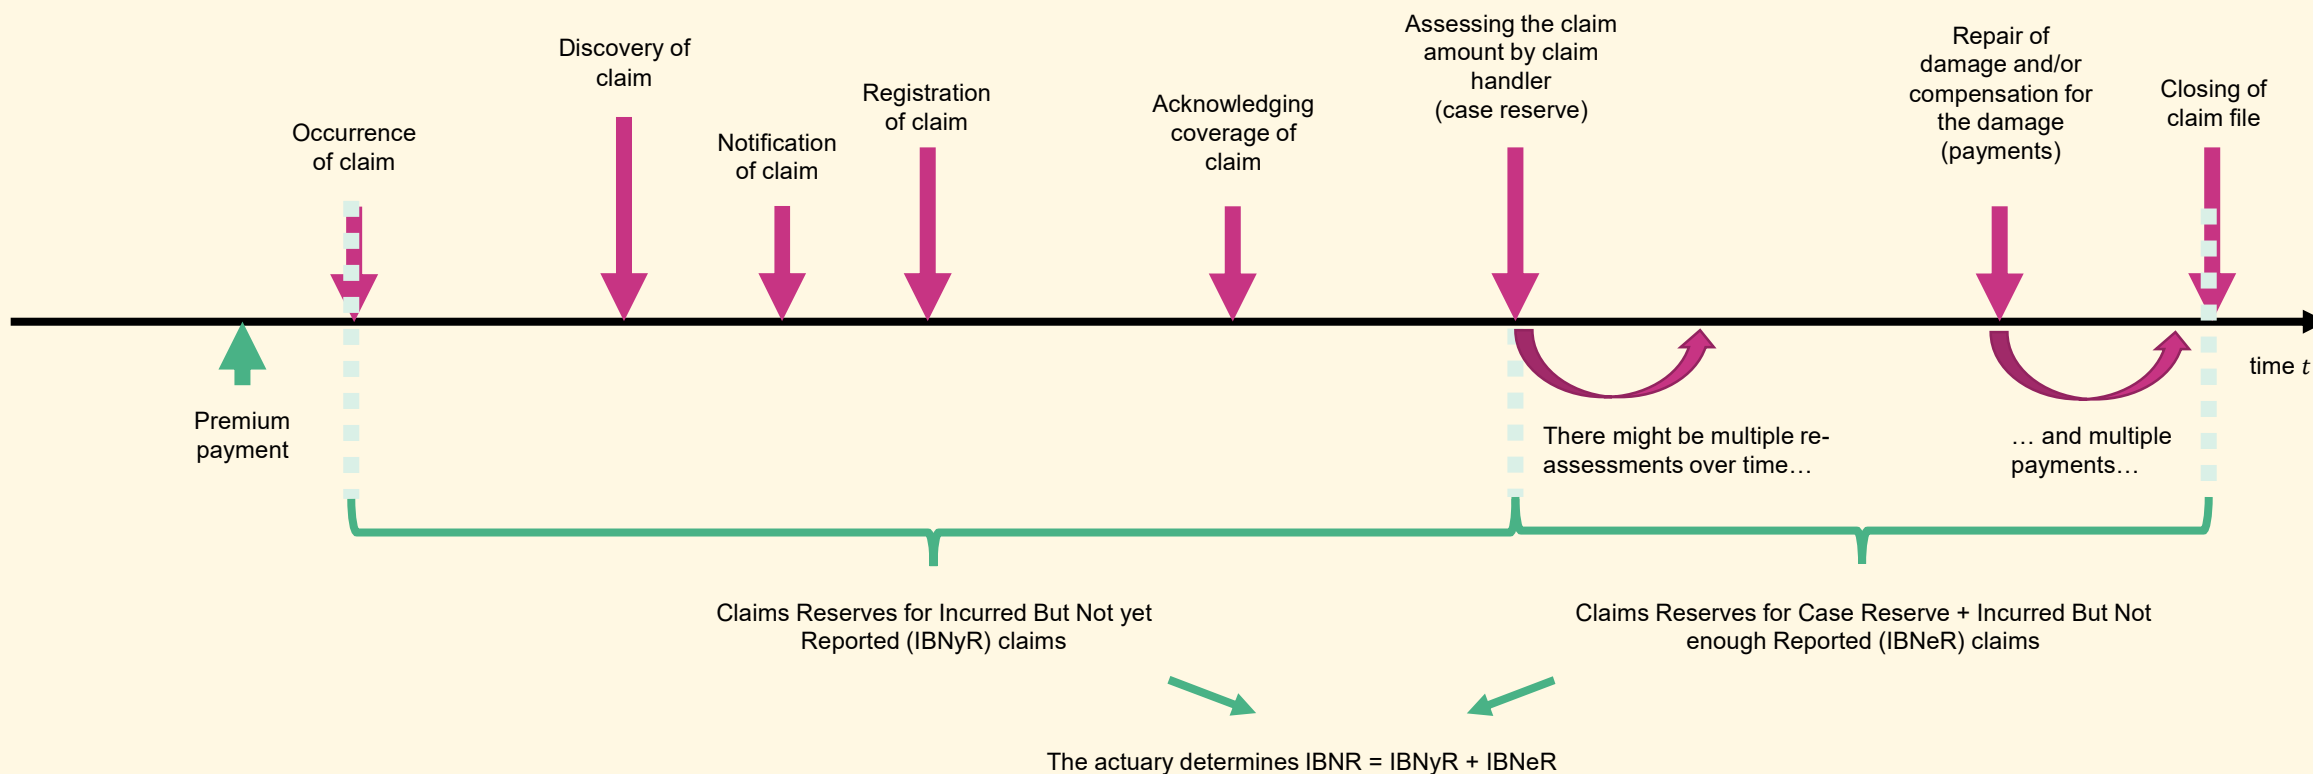 Occurrence
of claim
Discovery of
claim
Notification
of claim
Registration
of claim
Acknowledging
coverage of
claim
Assessing the claim
amount by claim
handler
(case reserve)
Repair of
damage and/or
compensation for
the damage
(payments)
Closing of
claim file
time t
Premium
payment
There might be multiple re-
assessments over time…
… and multiple
payments…
Claims Reserves for Incurred But Not yet
Reported (IBNyR) claims
Claims Reserves for Case Reserve + Incurred But Not
enough Reported (IBNeR) claims
The actuary determines IBNR = IBNyR + IBNeR